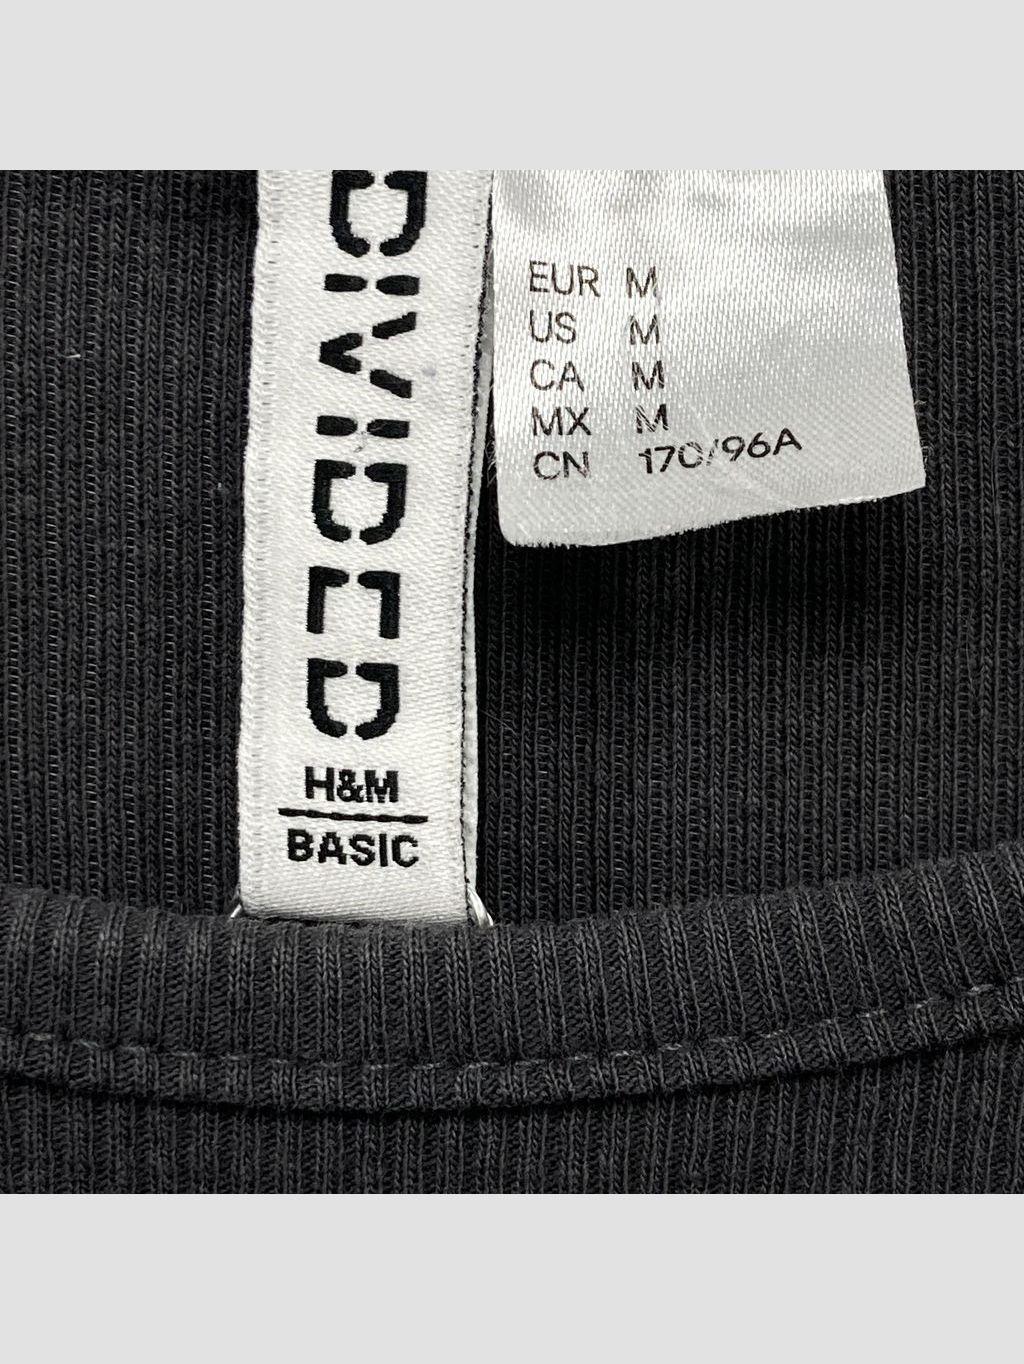 DIVIDED
H&M
BASIC
EUR M
US M
CA M
MX M
CN 170/96A